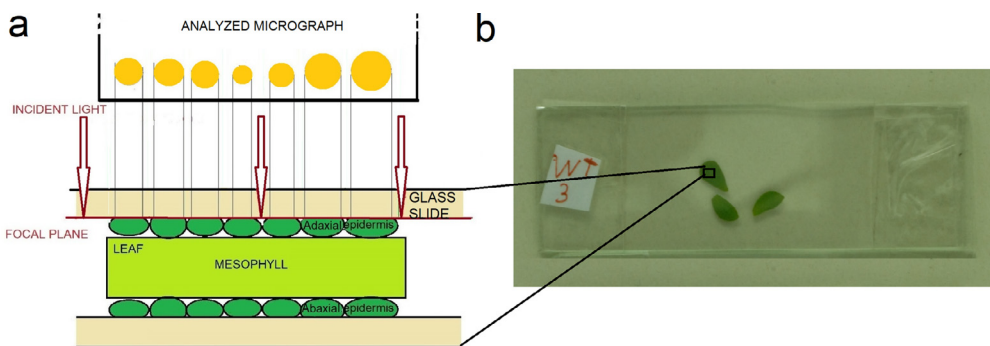 a
ANALYZED MICROGRAPH
INCIDENT LIGHT
GLASS
SLIDE
FOCAL PLANE
Adaxial epidermis
LEAF
MESOPHYLL
Abaxial epidermis
b
WT
3